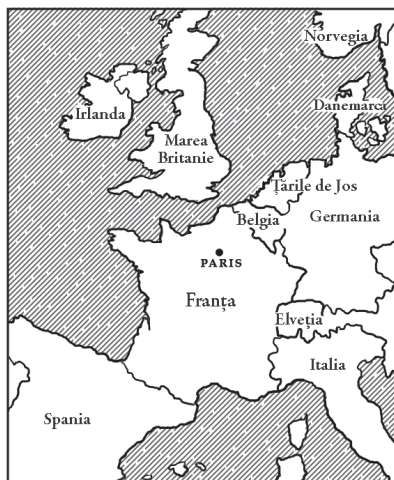 Norvegia
Danemarca
Irlanda
Marea
Britanie
Țările de Jos
Belgia
Germania
PARIS
Franța
Elveția
Italia
Spania